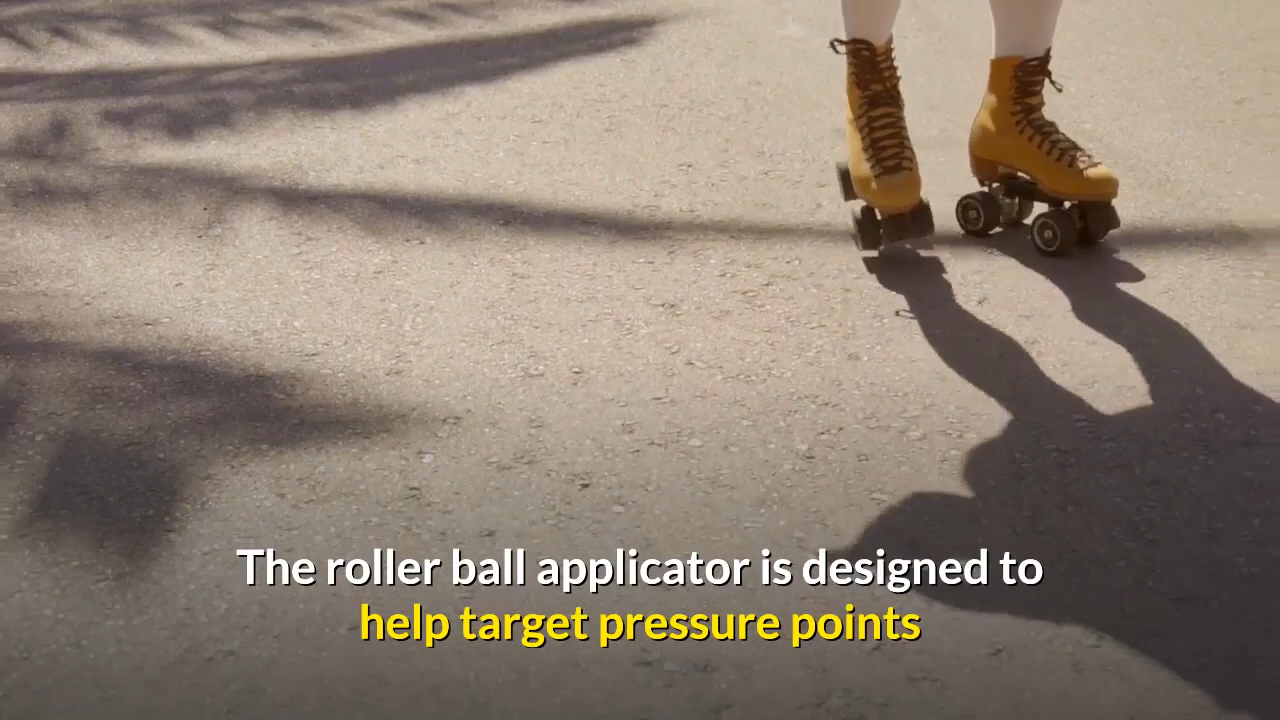 The roller ball applicator is designed to
help target pressure points